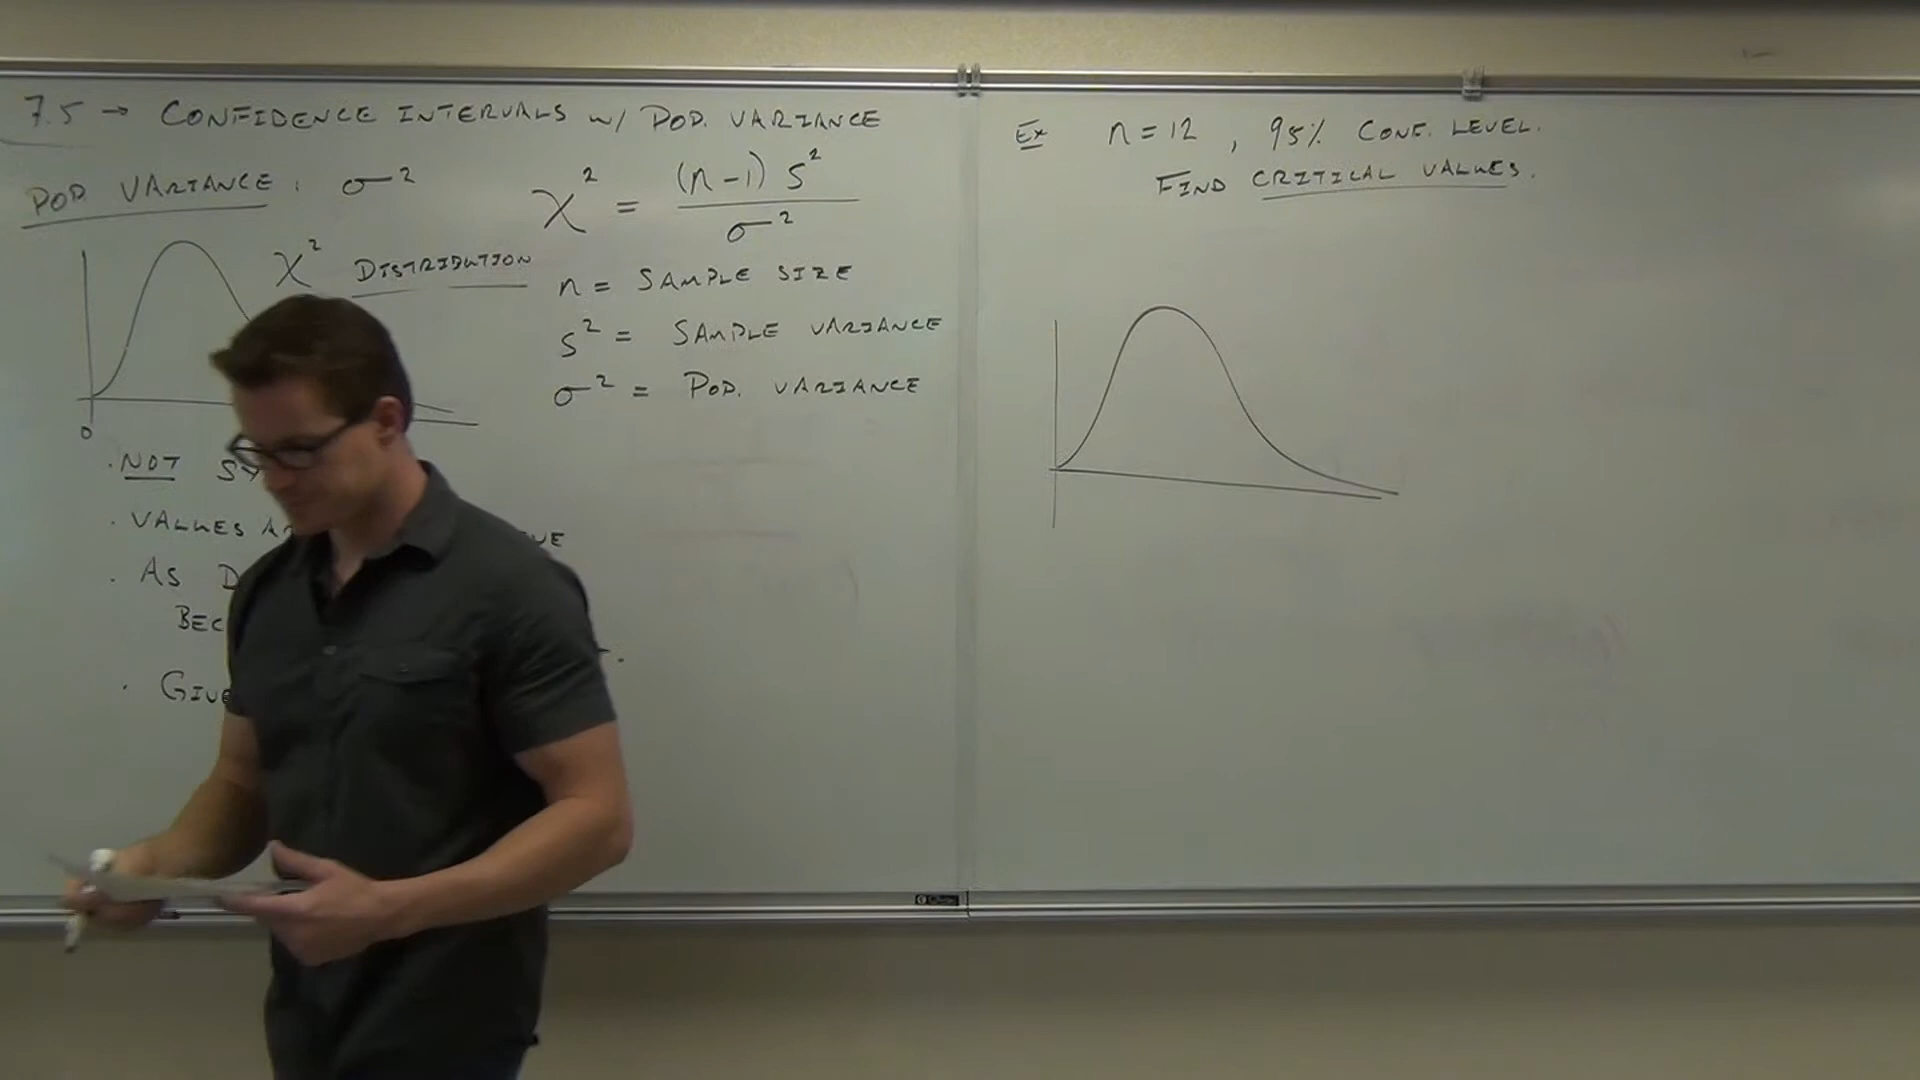 7.5 → CONFIDENCE INTERVALS w/ POP. VARIANCE
POP. VARIANCE : σ²
χ² = (n-1) s² / σ²
χ² DISTRIBUTION
n = SAMPLE SIZE
s² = SAMPLE VARIANCE
σ² = POP. VARIANCE
0
· NOT
· VALUES
· AS
Ex n = 12 , 95% CONF. LEVEL.
FIND CRITICAL VALUES.